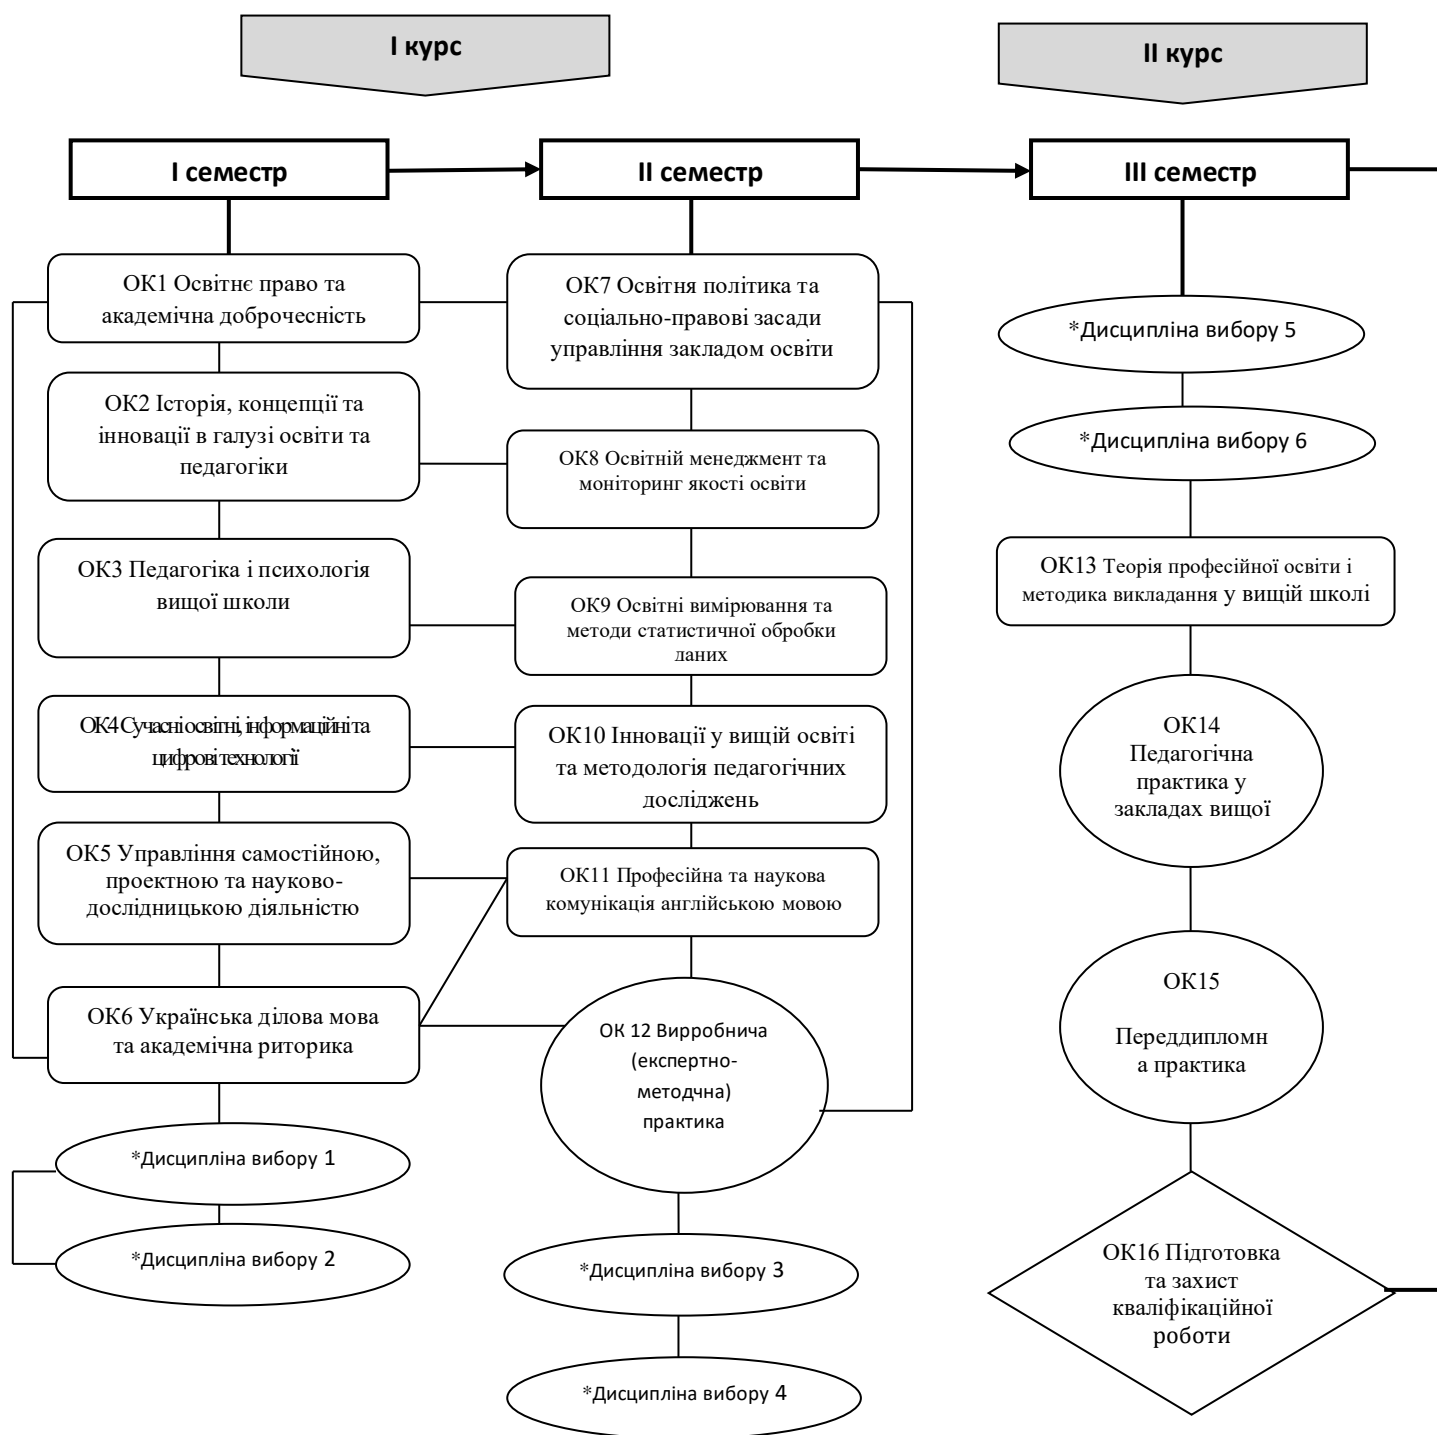 І курс
ІІ курс
І семестр
ІІ семестр
ІІІ семестр
ОК1 Освітнє право та
академічна доброчесність
ОК2 Історія, концепції та
інновації в галузі освіти та
педагогіки
ОК3 Педагогіка і психологія
вищої школи
ОК4 Сучасні освітні, інформаційні та
цифрові технології
ОК5 Управління самостійною,
проектною та науково-
дослідницькою діяльністю
ОК6 Українська ділова мова
та академічна риторика
*Дисципліна вибору 1
*Дисципліна вибору 2
ОК7 Освітня політика та
соціально-правові засади
управління закладом освіти
ОК8 Освітній менеджмент та
моніторинг якості освіти
ОК9 Освітні вимірювання та
методи статистичної обробки
даних
ОК10 Інновації у вищій освіті
та методологія педагогічних
досліджень
ОК11 Професійна та наукова
комунікація англійською мовою
ОК 12 Вирробнича
(експертно-
методчна)
практика
*Дисципліна вибору 3
*Дисципліна вибору 4
*Дисципліна вибору 5
*Дисципліна вибору 6
ОК13 Теорія професійної освіти і
методика викладання у вищій школі
ОК14
Педагогічна
практика у
закладах вищої
ОК15
Переддипломн
а практика
ОК16 Підготовка
та захист
кваліфікаційної
роботи